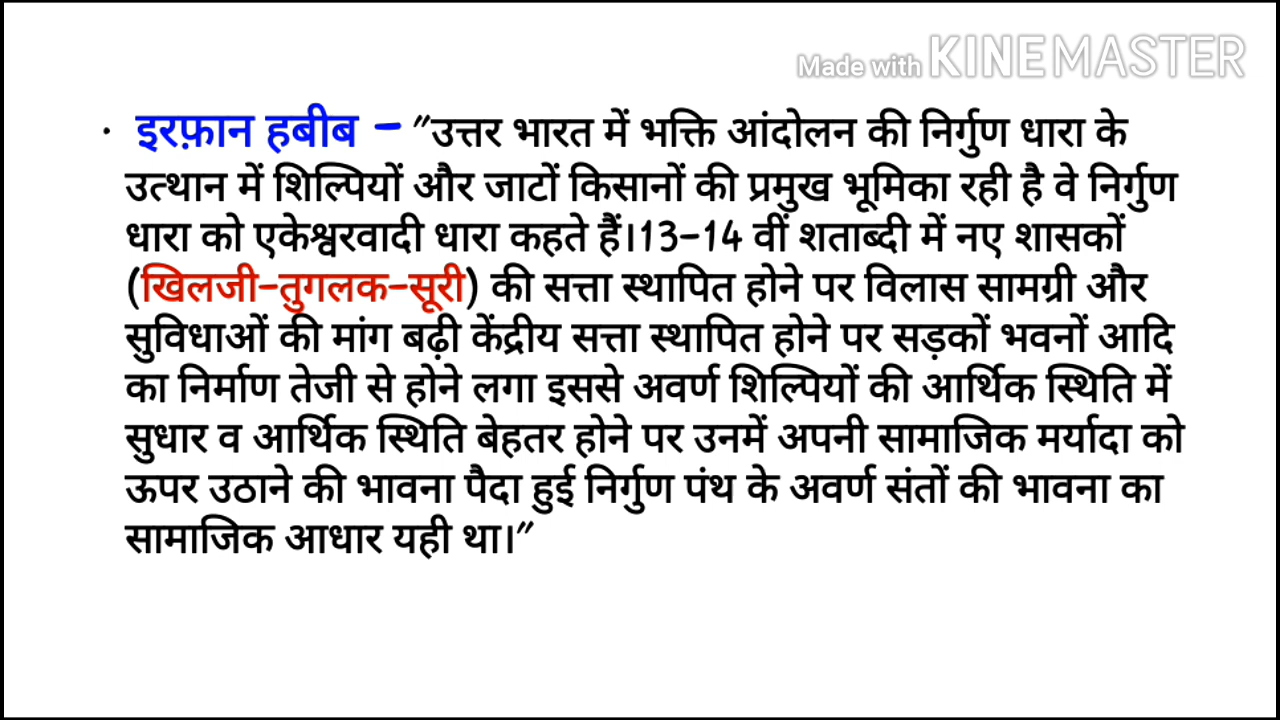 Made with KINEMASTER
· इरफ़ान हबीब – "उत्तर भारत में भक्ति आंदोलन की निर्गुण धारा के
उत्थान में शिल्पियों और जाटों किसानों की प्रमुख भूमिका रही है वे निर्गुण
धारा को एकेश्वरवादी धारा कहते हैं।13-14 वीं शताब्दी में नए शासकों
(खिलजी-तुगलक-सूरी) की सत्ता स्थापित होने पर विलास सामग्री और
सुविधाओं की मांग बढ़ी केंद्रीय सत्ता स्थापित होने पर सड़कों भवनों आदि
का निर्माण तेजी से होने लगा इससे अवर्ण शिल्पियों की आर्थिक स्थिति में
सुधार व आर्थिक स्थिति बेहतर होने पर उनमें अपनी सामाजिक मर्यादा को
ऊपर उठाने की भावना पैदा हुई निर्गुण पंथ के अवर्ण संतों की भावना का
सामाजिक आधार यही था।"